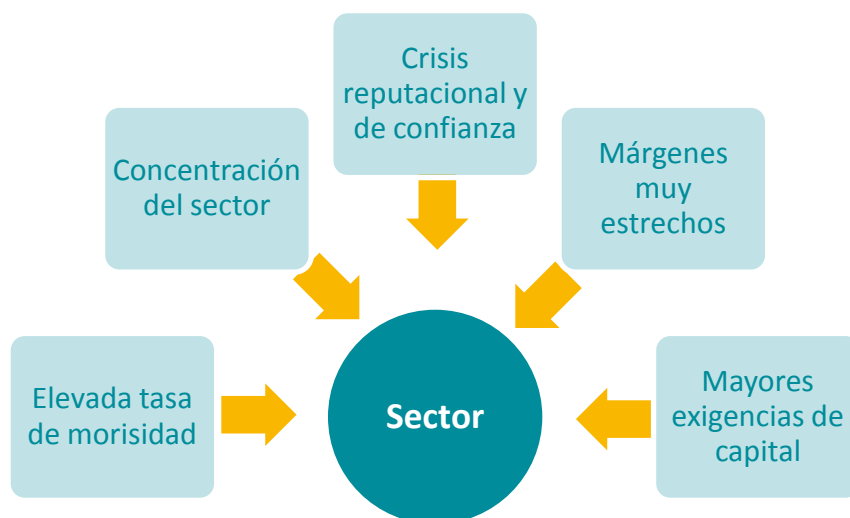 Crisis
reputacional y
de confianza
Concentración
del sector
Márgenes
muy
estrechos
Elevada tasa
de morisidad
Sector
Mayores
exigencias de
capital